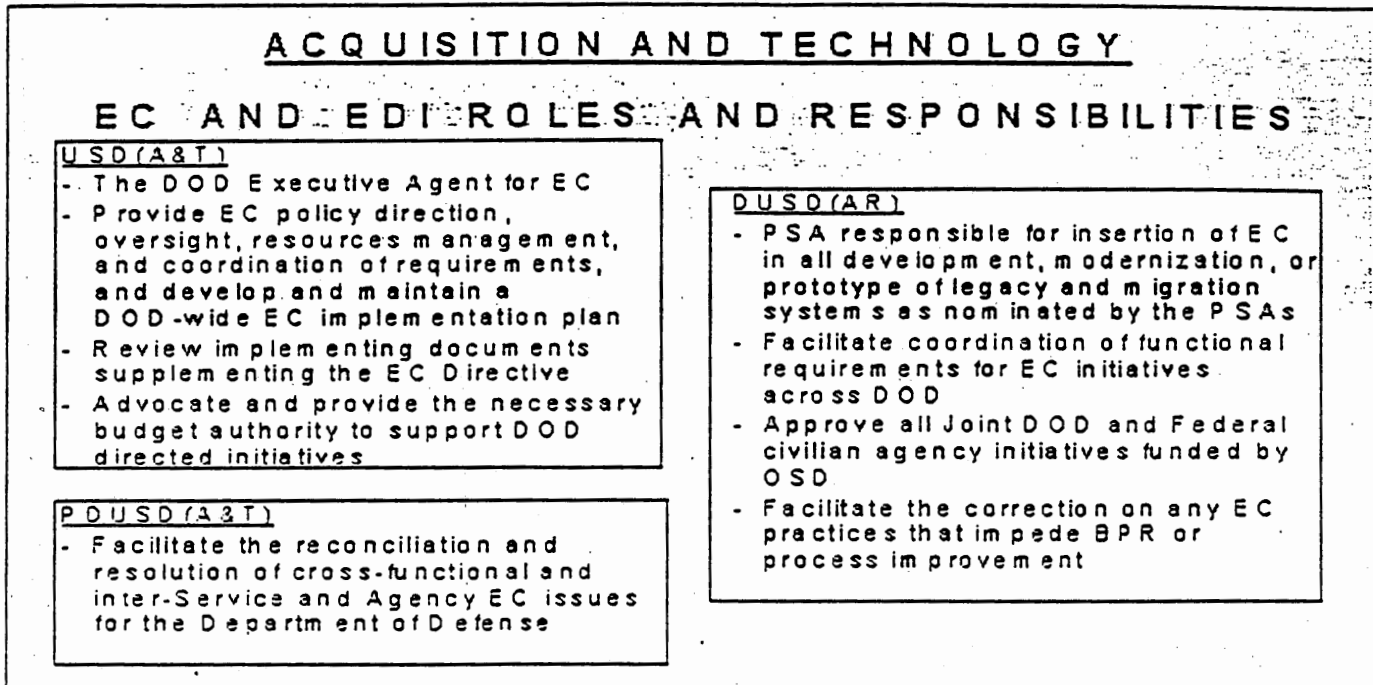 ACQUISITION AND TECHNOLOGY
EC AND EDI ROLES AND RESPONSIBILITIES
USD(A&T)
- The DOD Executive Agent for EC
- Provide EC policy direction,
oversight, resources management,
and coordination of requirements,
and develop and maintain a
DOD-wide EC implementation plan
- Review implementing documents
supplementing the EC Directive
- Advocate and provide the necessary
budget authority to support DOD
directed initiatives
PDUSD(A&T)
- Facilitate the reconciliation and
resolution of cross-functional and
inter-Service and Agency EC issues
for the Department of Defense
DUSD(AR)
- PSA responsible for insertion of EC
in all development, modernization, or
prototype of legacy and migration
systems as nominated by the PSAs
- Facilitate coordination of functional
requirements for EC initiatives
across DOD
- Approve all Joint DOD and Federal
civilian agency initiatives funded by
OSD
- Facilitate the correction on any EC
practices that impede BPR or
process improvement